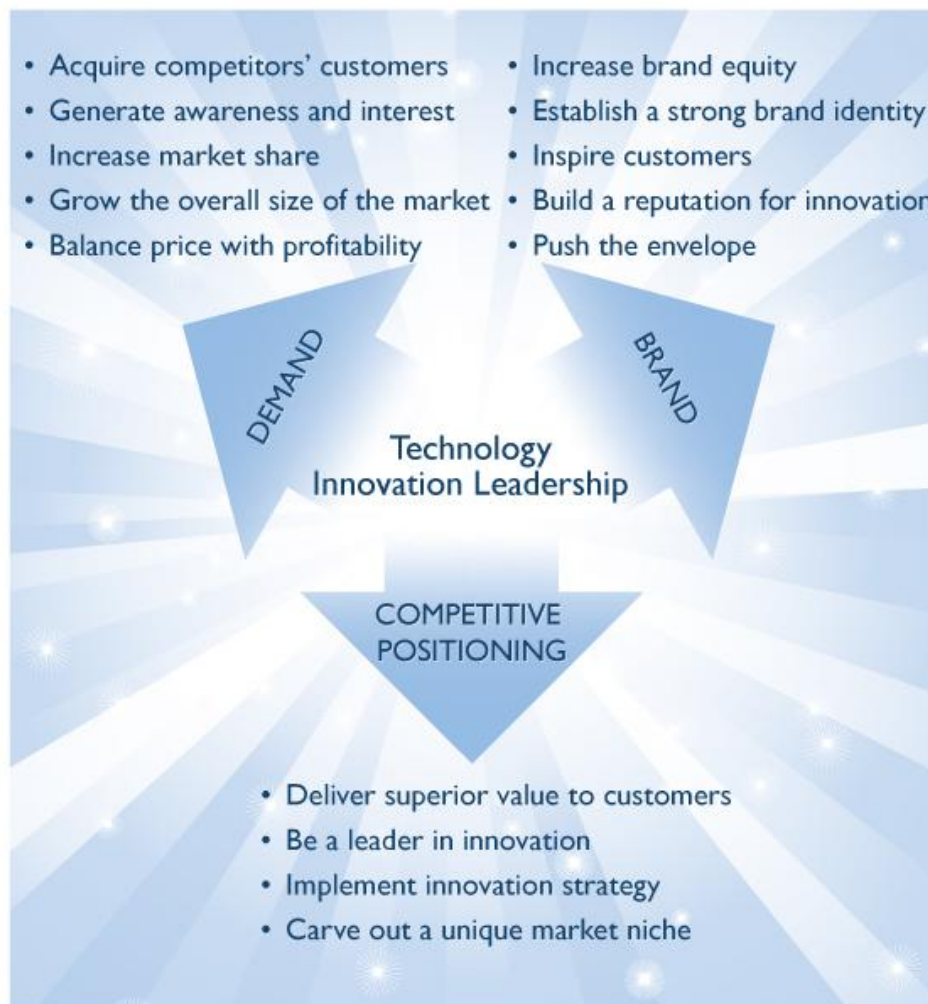 • Acquire competitors’ customers
• Generate awareness and interest
• Increase market share
• Grow the overall size of the market
• Balance price with profitability
• Increase brand equity
• Establish a strong brand identity
• Inspire customers
• Build a reputation for innovation
• Push the envelope
DEMAND
BRAND
Technology
Innovation Leadership
COMPETITIVE
POSITIONING
• Deliver superior value to customers
• Be a leader in innovation
• Implement innovation strategy
• Carve out a unique market niche